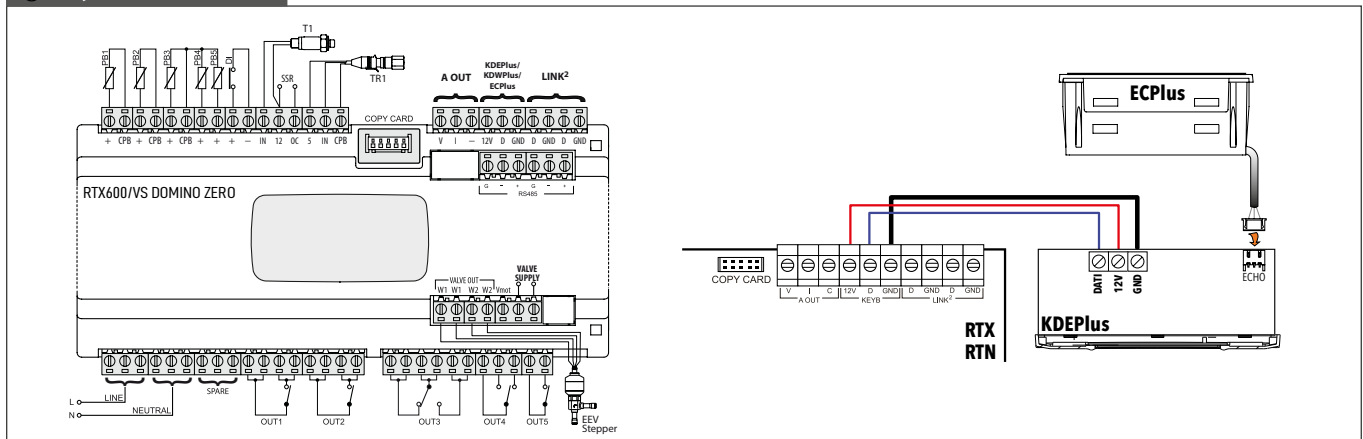 T1
PB1 PB2 PB3 PB4 PB5 DI SSR TR1
A OUT
KDEPlus/
KDWPlus/
ECPlus
LINK²
+ CPB + CPB + CPB + + + − IN 12 OC 5 IN CPB
COPY CARD
V I − 12V D GND D GND D GND
G − + G − +
RS485
RTX600/VS DOMINO ZERO
VALVE OUT
VALVE
SUPPLY
W1 W1 W2 W2 Vmot
L LINE
N NEUTRAL
SPARE
OUT1 OUT2 OUT3 OUT4 OUT5
EEV
Stepper
ECPlus
COPY CARD
V I C 12V D GND D GND D GND
A OUT KEYB LINK²
RTX
RTN
DATI 12V GND
ECHO
KDEPlus